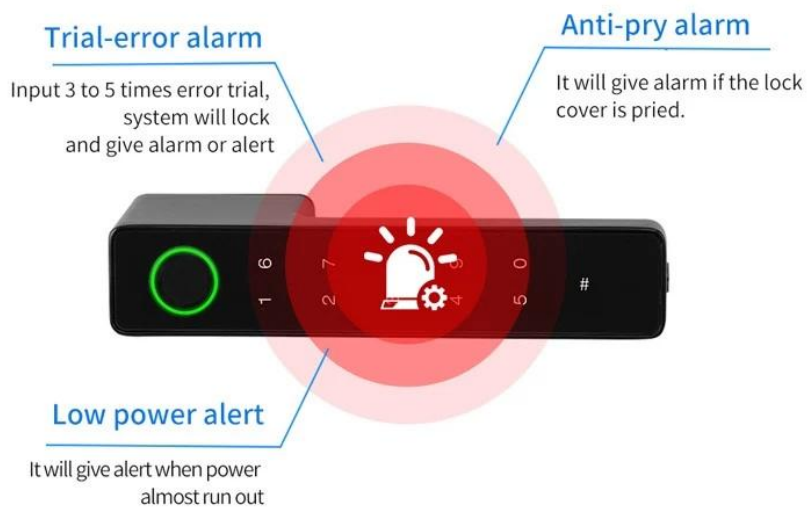 Trial-error alarm
Input 3 to 5 times error trial,
system will lock
and give alarm or alert
Anti-pry alarm
It will give alarm if the lock
cover is pried.
6 7 9 0
1 2 4 5 #
Low power alert
It will give alert when power
almost run out